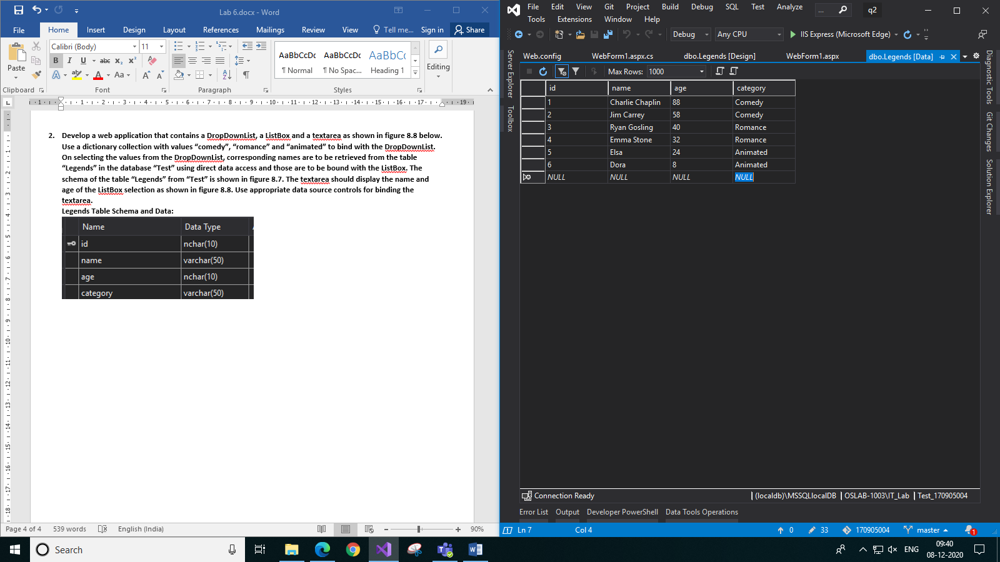 Lab 6.docx - Word
File Home Insert Design Layout References Mailings Review View Tell me... Sign in Share
Calibri (Body) 11
Paste
B I U abc x₂ x²
A ab A Aa A A
AaBbCcDc AaBbCcDc AaBbCc
¶ Normal ¶ No Spac... Heading 1
Editing
Clipboard Font Paragraph Styles
2. Develop a web application that contains a DropDownList, a ListBox and a textarea as shown in figure 8.8 below.
Use a dictionary collection with values “comedy”, “romance” and “animated” to bind with the DropDownList.
On selecting the values from the DropDownList, corresponding names are to be retrieved from the table
“Legends” in the database “Test” using direct data access and those are to be bound with the ListBox. The
schema of the table “Legends” from “Test” is shown in figure 8.7. The textarea should display the name and
age of the ListBox selection as shown in figure 8.8. Use appropriate data source controls for binding the
textarea.
Legends Table Schema and Data:
Name Data Type
id nchar(10)
name varchar(50)
age nchar(10)
category varchar(50)
Page 4 of 4 539 words English (India) 90%
File Edit View Git Project Build Debug SQL Test Analyze ... q2
Tools Extensions Window Help
Debug Any CPU IIS Express (Microsoft Edge)
Server Explorer
Toolbox
Web.config WebForm1.aspx.cs dbo.Legends [Design] WebForm1.aspx dbo.Legends [Data]
Max Rows: 1000
id name age category
1 Charlie Chaplin 88 Comedy
2 Jim Carrey 58 Comedy
3 Ryan Gosling 40 Romance
4 Emma Stone 32 Romance
5 Elsa 24 Animated
6 Dora 8 Animated
NULL NULL NULL NULL
Diagnostic Tools
Git Changes
Solution Explorer
Connection Ready (localdb)\MSSQLlocalDB OSLAB-1003\IT_Lab Test_170905004
Error List Output Developer PowerShell Data Tools Operations
Ln 7 Col 4 0 33 170905004 master 1
Search
ENG 09:40
08-12-2020